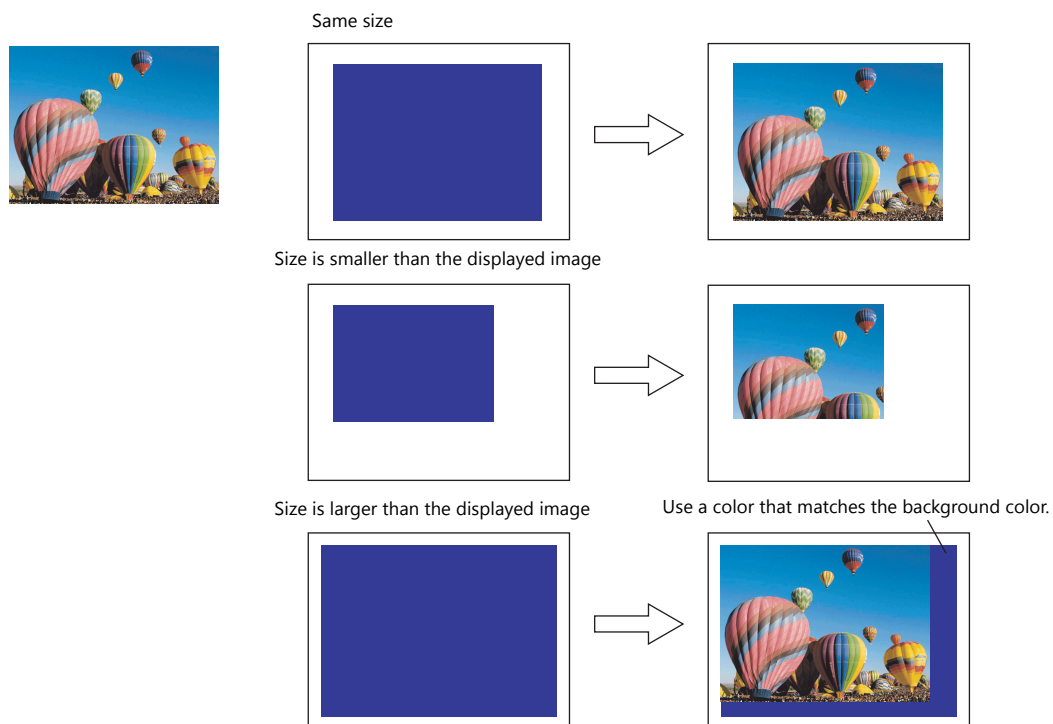 Same size
Size is smaller than the displayed image
Size is larger than the displayed image
Use a color that matches the background color.